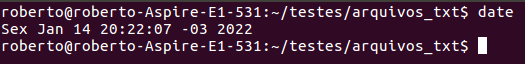 roberto@roberto-Aspire-E1-531:~/testes/arquivos_txt$ date
Sex Jan 14 20:22:07 -03 2022
roberto@roberto-Aspire-E1-531:~/testes/arquivos_txt$